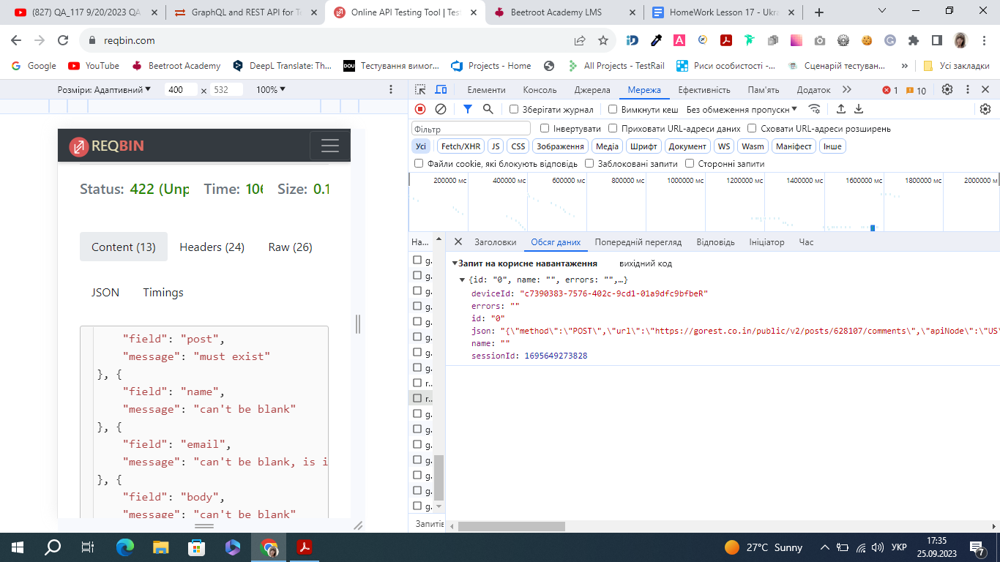 (827) QA_117 9/20/2023 QA
GraphQL and REST API for Te
Online API Testing Tool | Tes
Beetroot Academy LMS
HomeWork Lesson 17 - Ukra
reqbin.com
Google
YouTube
Beetroot Academy
DeepL Translate: Th...
DOU
Тестування вимог...
Projects - Home
All Projects - TestRail
Риси особистості -...
Сценарій тестуван...
»
Усі закладки
Розміри: Адаптивний
400
×
532
100%
Елементи
Консоль
Джерела
Мережа
Ефективність
Пам'ять
Додаток
1
10
Зберігати журнал
Вимкнути кеш
Без обмеження пропускн
Фільтр
Інвертувати
Приховати URL-адреси даних
Сховати URL-адреси розширень
Усі
Fetch/XHR
JS
CSS
Зображення
Медіа
Шрифт
Документ
WS
Wasm
Маніфест
Інше
Файли cookie, які блокують відповідь
Заблоковані запити
Сторонні запити
200000 мс
400000 мс
600000 мс
800000 мс
1000000 мс
1200000 мс
1400000 мс
1600000 мс
1800000 мс
2000000 м
REQBIN
Status: 422 (Unp
Time: 106
Size: 0.1
Content (13)
Headers (24)
Raw (26)
JSON
Timings
"field": "post",
"message": "must exist"
}, {
"field": "name",
"message": "can't be blank"
}, {
"field": "email",
"message": "can't be blank, is i
}, {
"field": "body",
"message": "can't be blank"
На...
g.
g.
g.
g.
g.
g.
g.
g.
r..
r..
g.
g.
g.
g.
g.
g.
g.
Запитів
Заголовки
Обсяг даних
Попередній перегляд
Відповідь
Ініціатор
Час
Запит на корисне навантаження
вихідний код
{id: "0", name: "", errors: "",…}
deviceId: "c7390383-7576-402c-9cd1-01a9dfc9bfbeR"
errors: ""
id: "0"
json: "{\"method\":\"POST\",\"url\":\"https://gorest.co.in/public/v2/posts/628107/comments\",\"apiNode\":\"US\
name: ""
sessionId: 1695649273828
27°C Sunny
УКР
17:35
25.09.2023
7